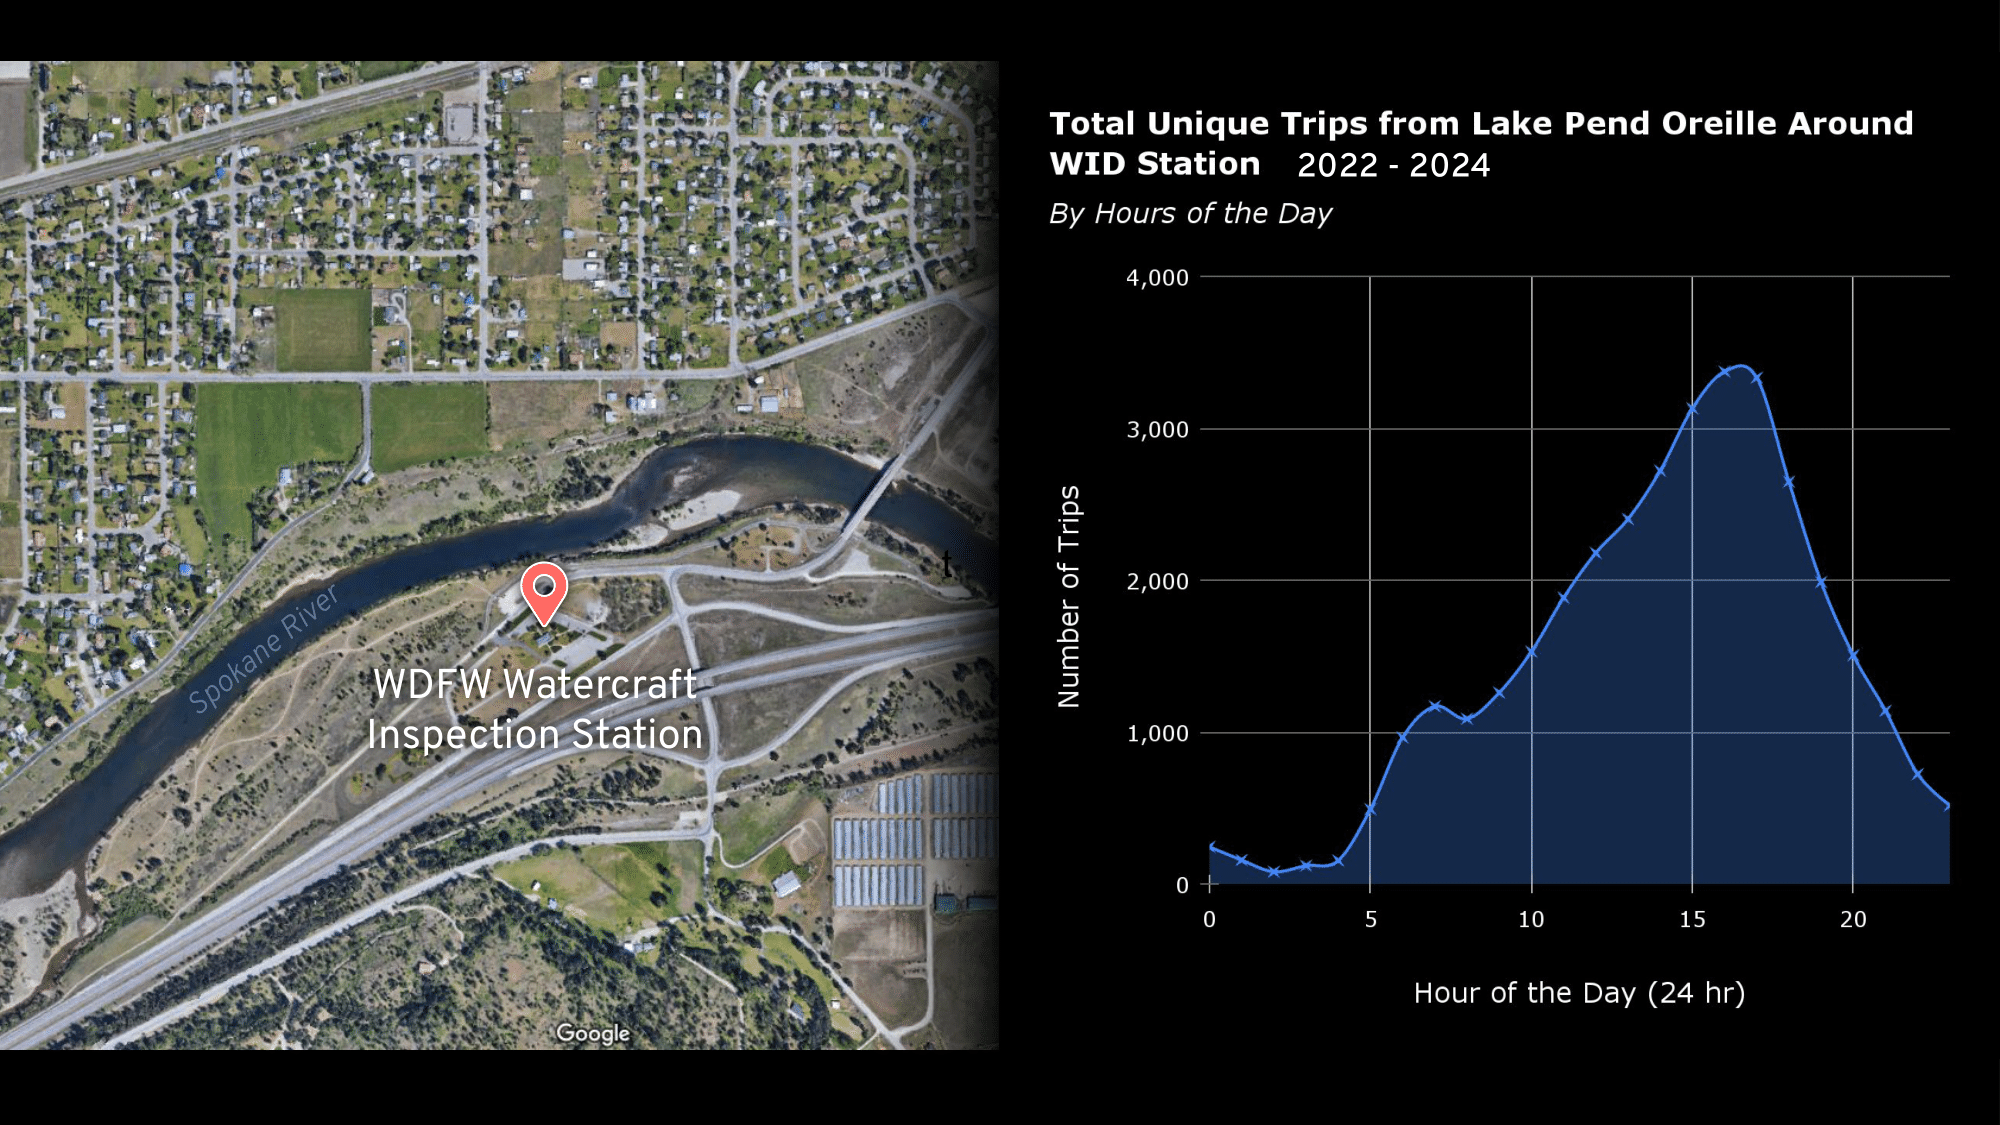 Spokane River
WDFW Watercraft
Inspection Station
Google
t
Total Unique Trips from Lake Pend Oreille Around
WID Station 2022 - 2024
By Hours of the Day
Number of Trips
4,000
3,000
2,000
1,000
0
0 5 10 15 20
Hour of the Day (24 hr)